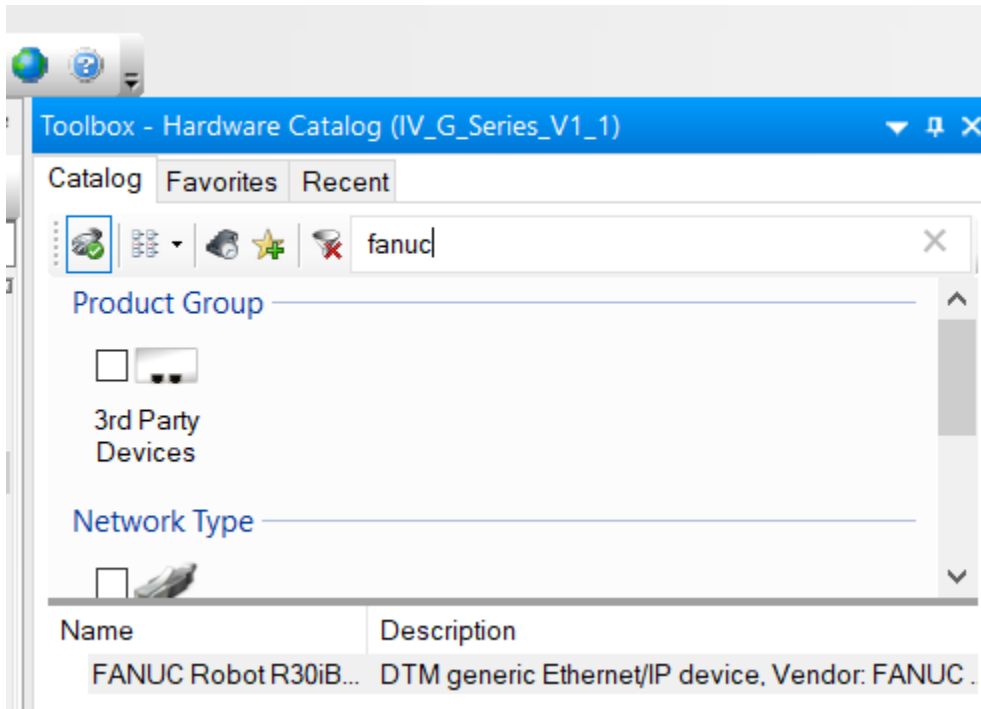 Toolbox - Hardware Catalog (IV_G_Series_V1_1)
Catalog Favorites Recent
fanuc
Product Group
3rd Party
Devices
Network Type
Name Description
FANUC Robot R30iB... DTM generic Ethernet/IP device, Vendor: FANUC ..